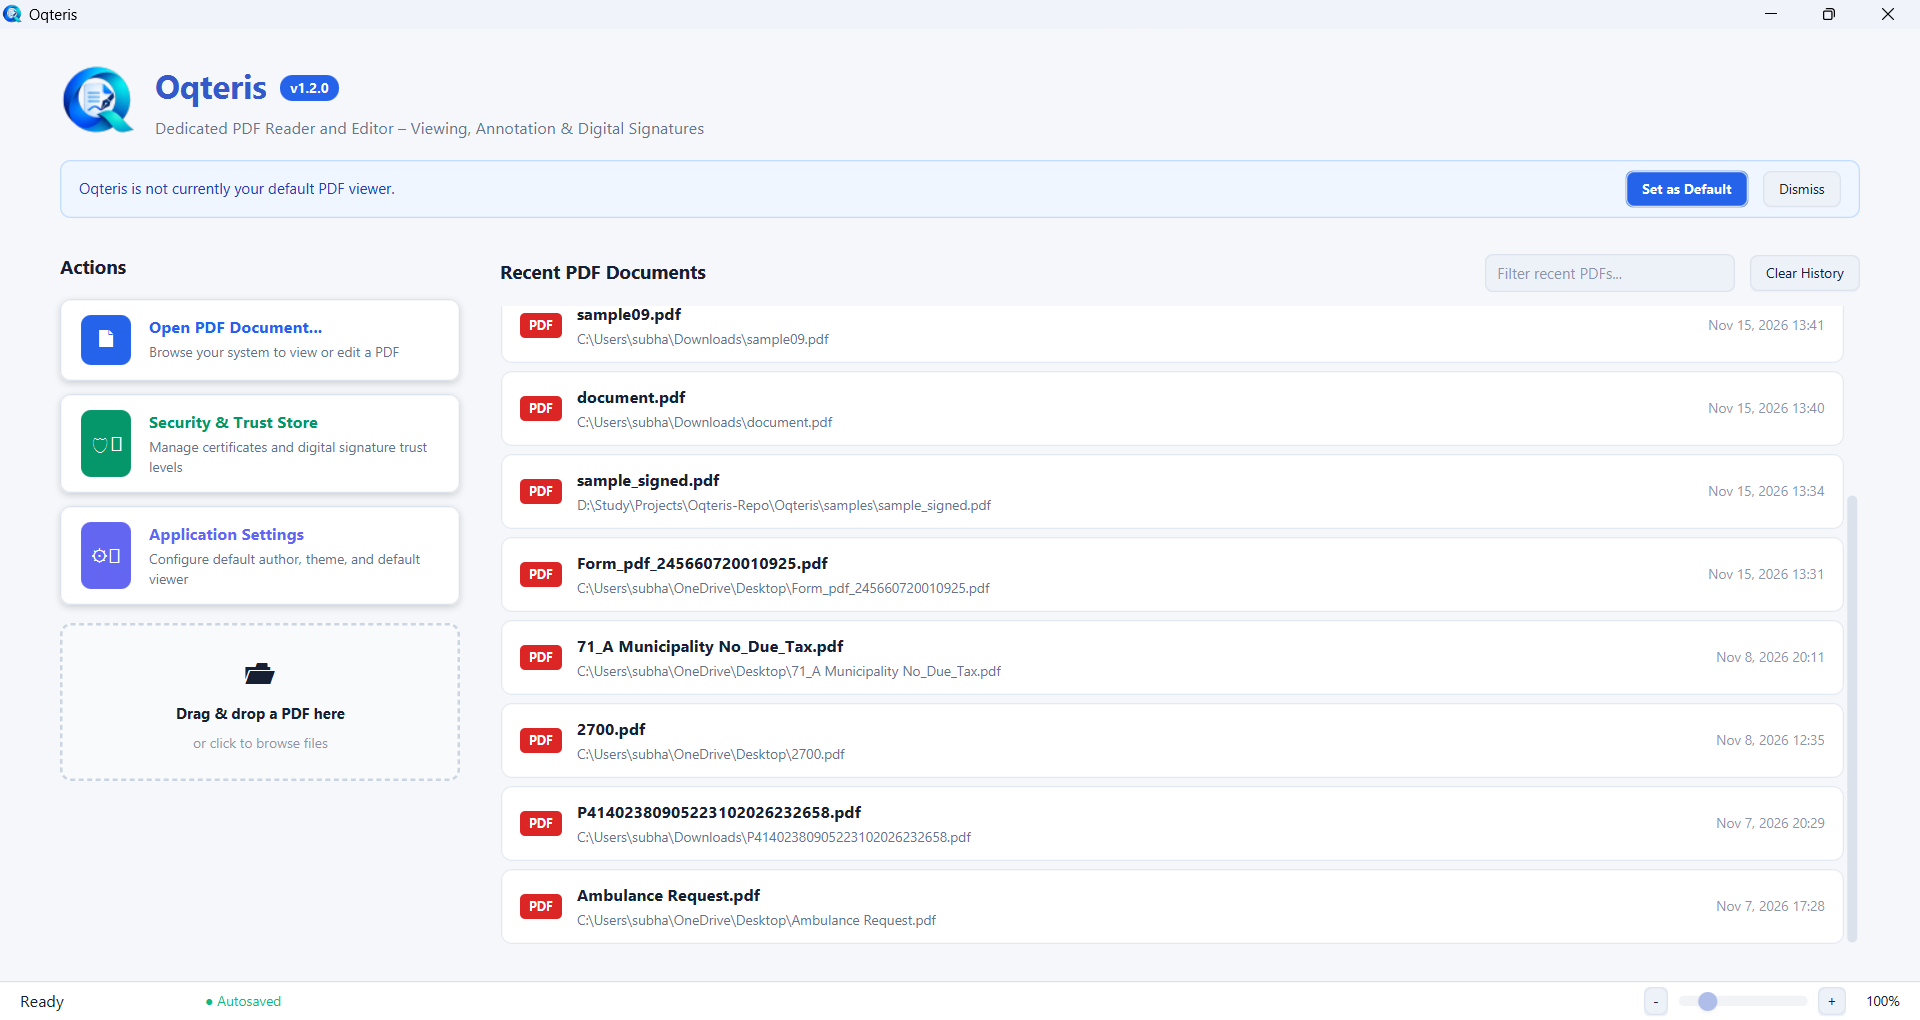 Oqteris
Oqteris v1.2.0
Dedicated PDF Reader and Editor – Viewing, Annotation & Digital Signatures
Oqteris is not currently your default PDF viewer.
Set as Default
Dismiss
Actions
Open PDF Document...
Browse your system to view or edit a PDF
Security & Trust Store
Manage certificates and digital signature trust
levels
Application Settings
Configure default author, theme, and default
viewer
Drag & drop a PDF here
or click to browse files
Recent PDF Documents
Filter recent PDFs...
Clear History
PDF
sample09.pdf
C:\Users\subha\Downloads\sample09.pdf
Nov 15, 2026 13:41
PDF
document.pdf
C:\Users\subha\Downloads\document.pdf
Nov 15, 2026 13:40
PDF
sample_signed.pdf
D:\Study\Projects\Oqteris-Repo\Oqteris\samples\sample_signed.pdf
Nov 15, 2026 13:34
PDF
Form_pdf_245660720010925.pdf
C:\Users\subha\OneDrive\Desktop\Form_pdf_245660720010925.pdf
Nov 15, 2026 13:31
PDF
71_A Municipality No_Due_Tax.pdf
C:\Users\subha\OneDrive\Desktop\71_A Municipality No_Due_Tax.pdf
Nov 8, 2026 20:11
PDF
2700.pdf
C:\Users\subha\OneDrive\Desktop\2700.pdf
Nov 8, 2026 12:35
PDF
P41402380905223102026232658.pdf
C:\Users\subha\Downloads\P41402380905223102026232658.pdf
Nov 7, 2026 20:29
PDF
Ambulance Request.pdf
C:\Users\subha\OneDrive\Desktop\Ambulance Request.pdf
Nov 7, 2026 17:28
Ready
● Autosaved
- + 100%